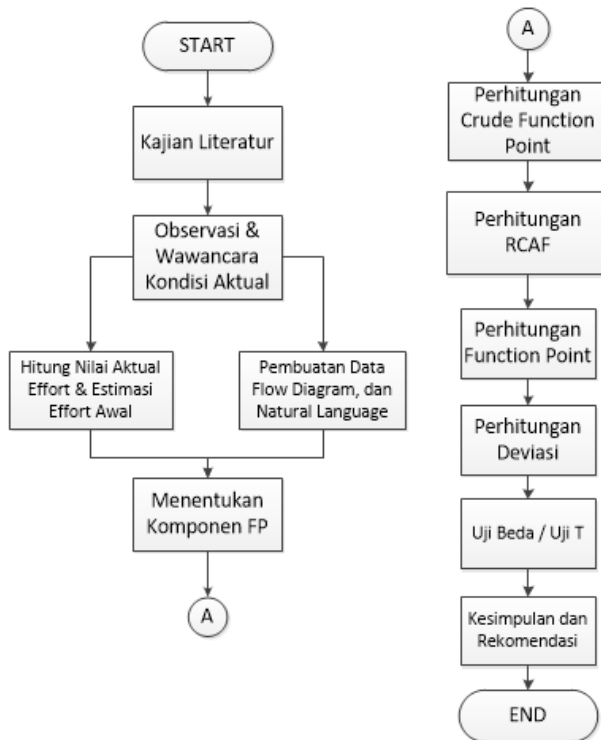 START
Kajian Literatur
Observasi &
Wawancara
Kondisi Aktual
Hitung Nilai Aktual
Effort & Estimasi
Effort Awal
Pembuatan Data
Flow Diagram, dan
Natural Language
Menentukan
Komponen FP
A
A
Perhitungan
Crude Function
Point
Perhitungan
RCAF
Perhitungan
Function Point
Perhitungan
Deviasi
Uji Beda / Uji T
Kesimpulan dan
Rekomendasi
END